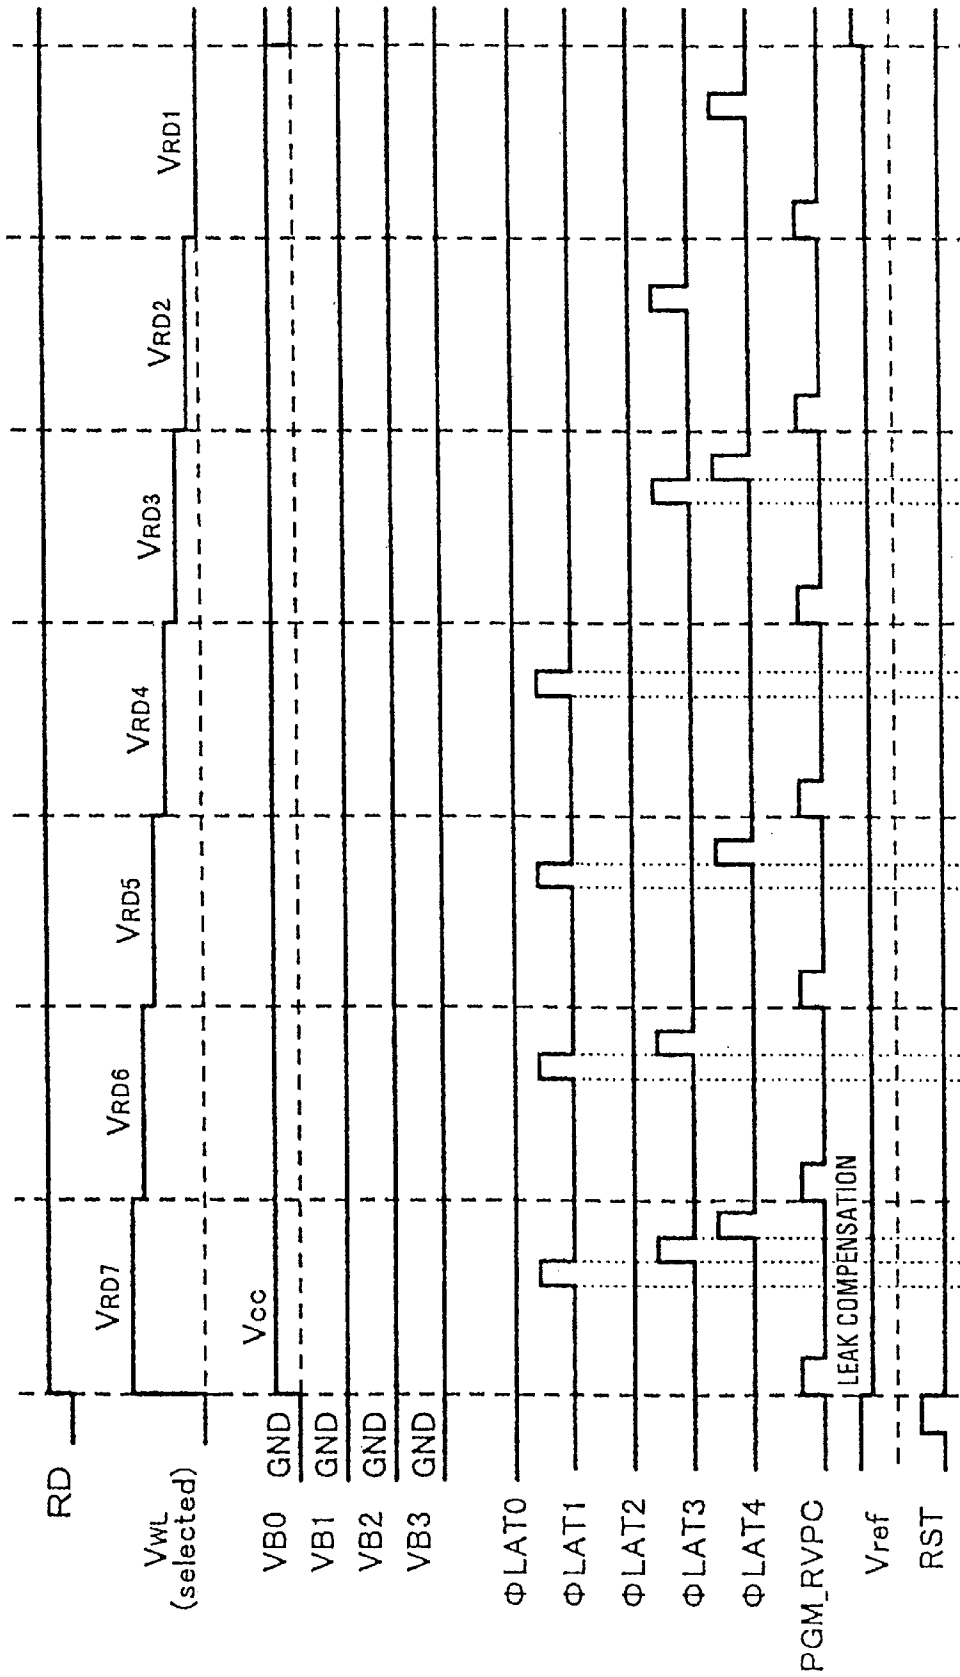 RD
VRD7 VRD6 VRD5 VRD4 VRD3 VRD2 VRD1
VWL
(selected)
Vcc
VB0 GND
VB1 GND
VB2 GND
VB3 GND
ΦLAT0
ΦLAT1
ΦLAT2
ΦLAT3
ΦLAT4
PGM_RVPC
LEAK COMPENSATION
Vref
RST